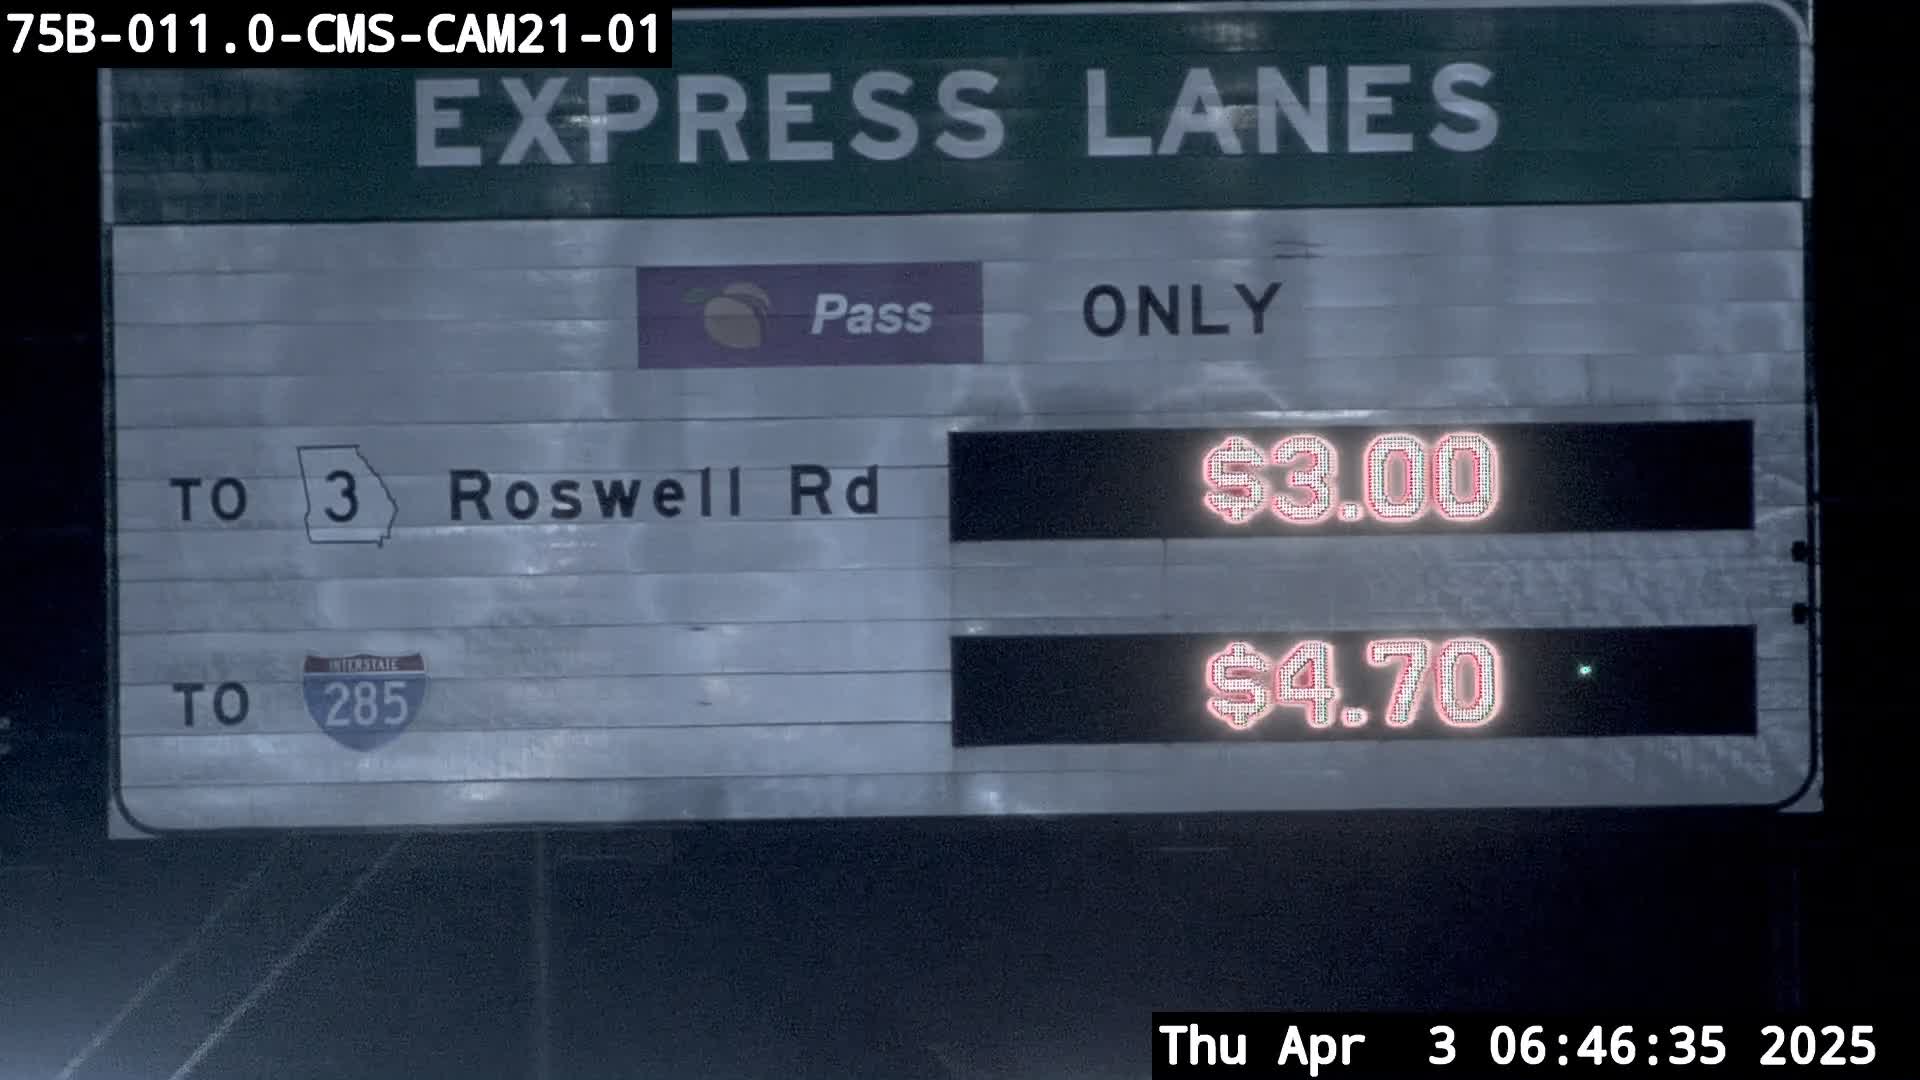 75B-011.0-CMS-CAM21-01
EXPRESS LANES
Pass ONLY
TO 3 Roswell Rd $3.00
TO INTERSTATE 285 $4.70
Thu Apr 3 06:46:35 2025